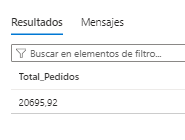 Resultados Mensajes
Buscar en elementos de filtro...
Total_Pedidos
20695,92